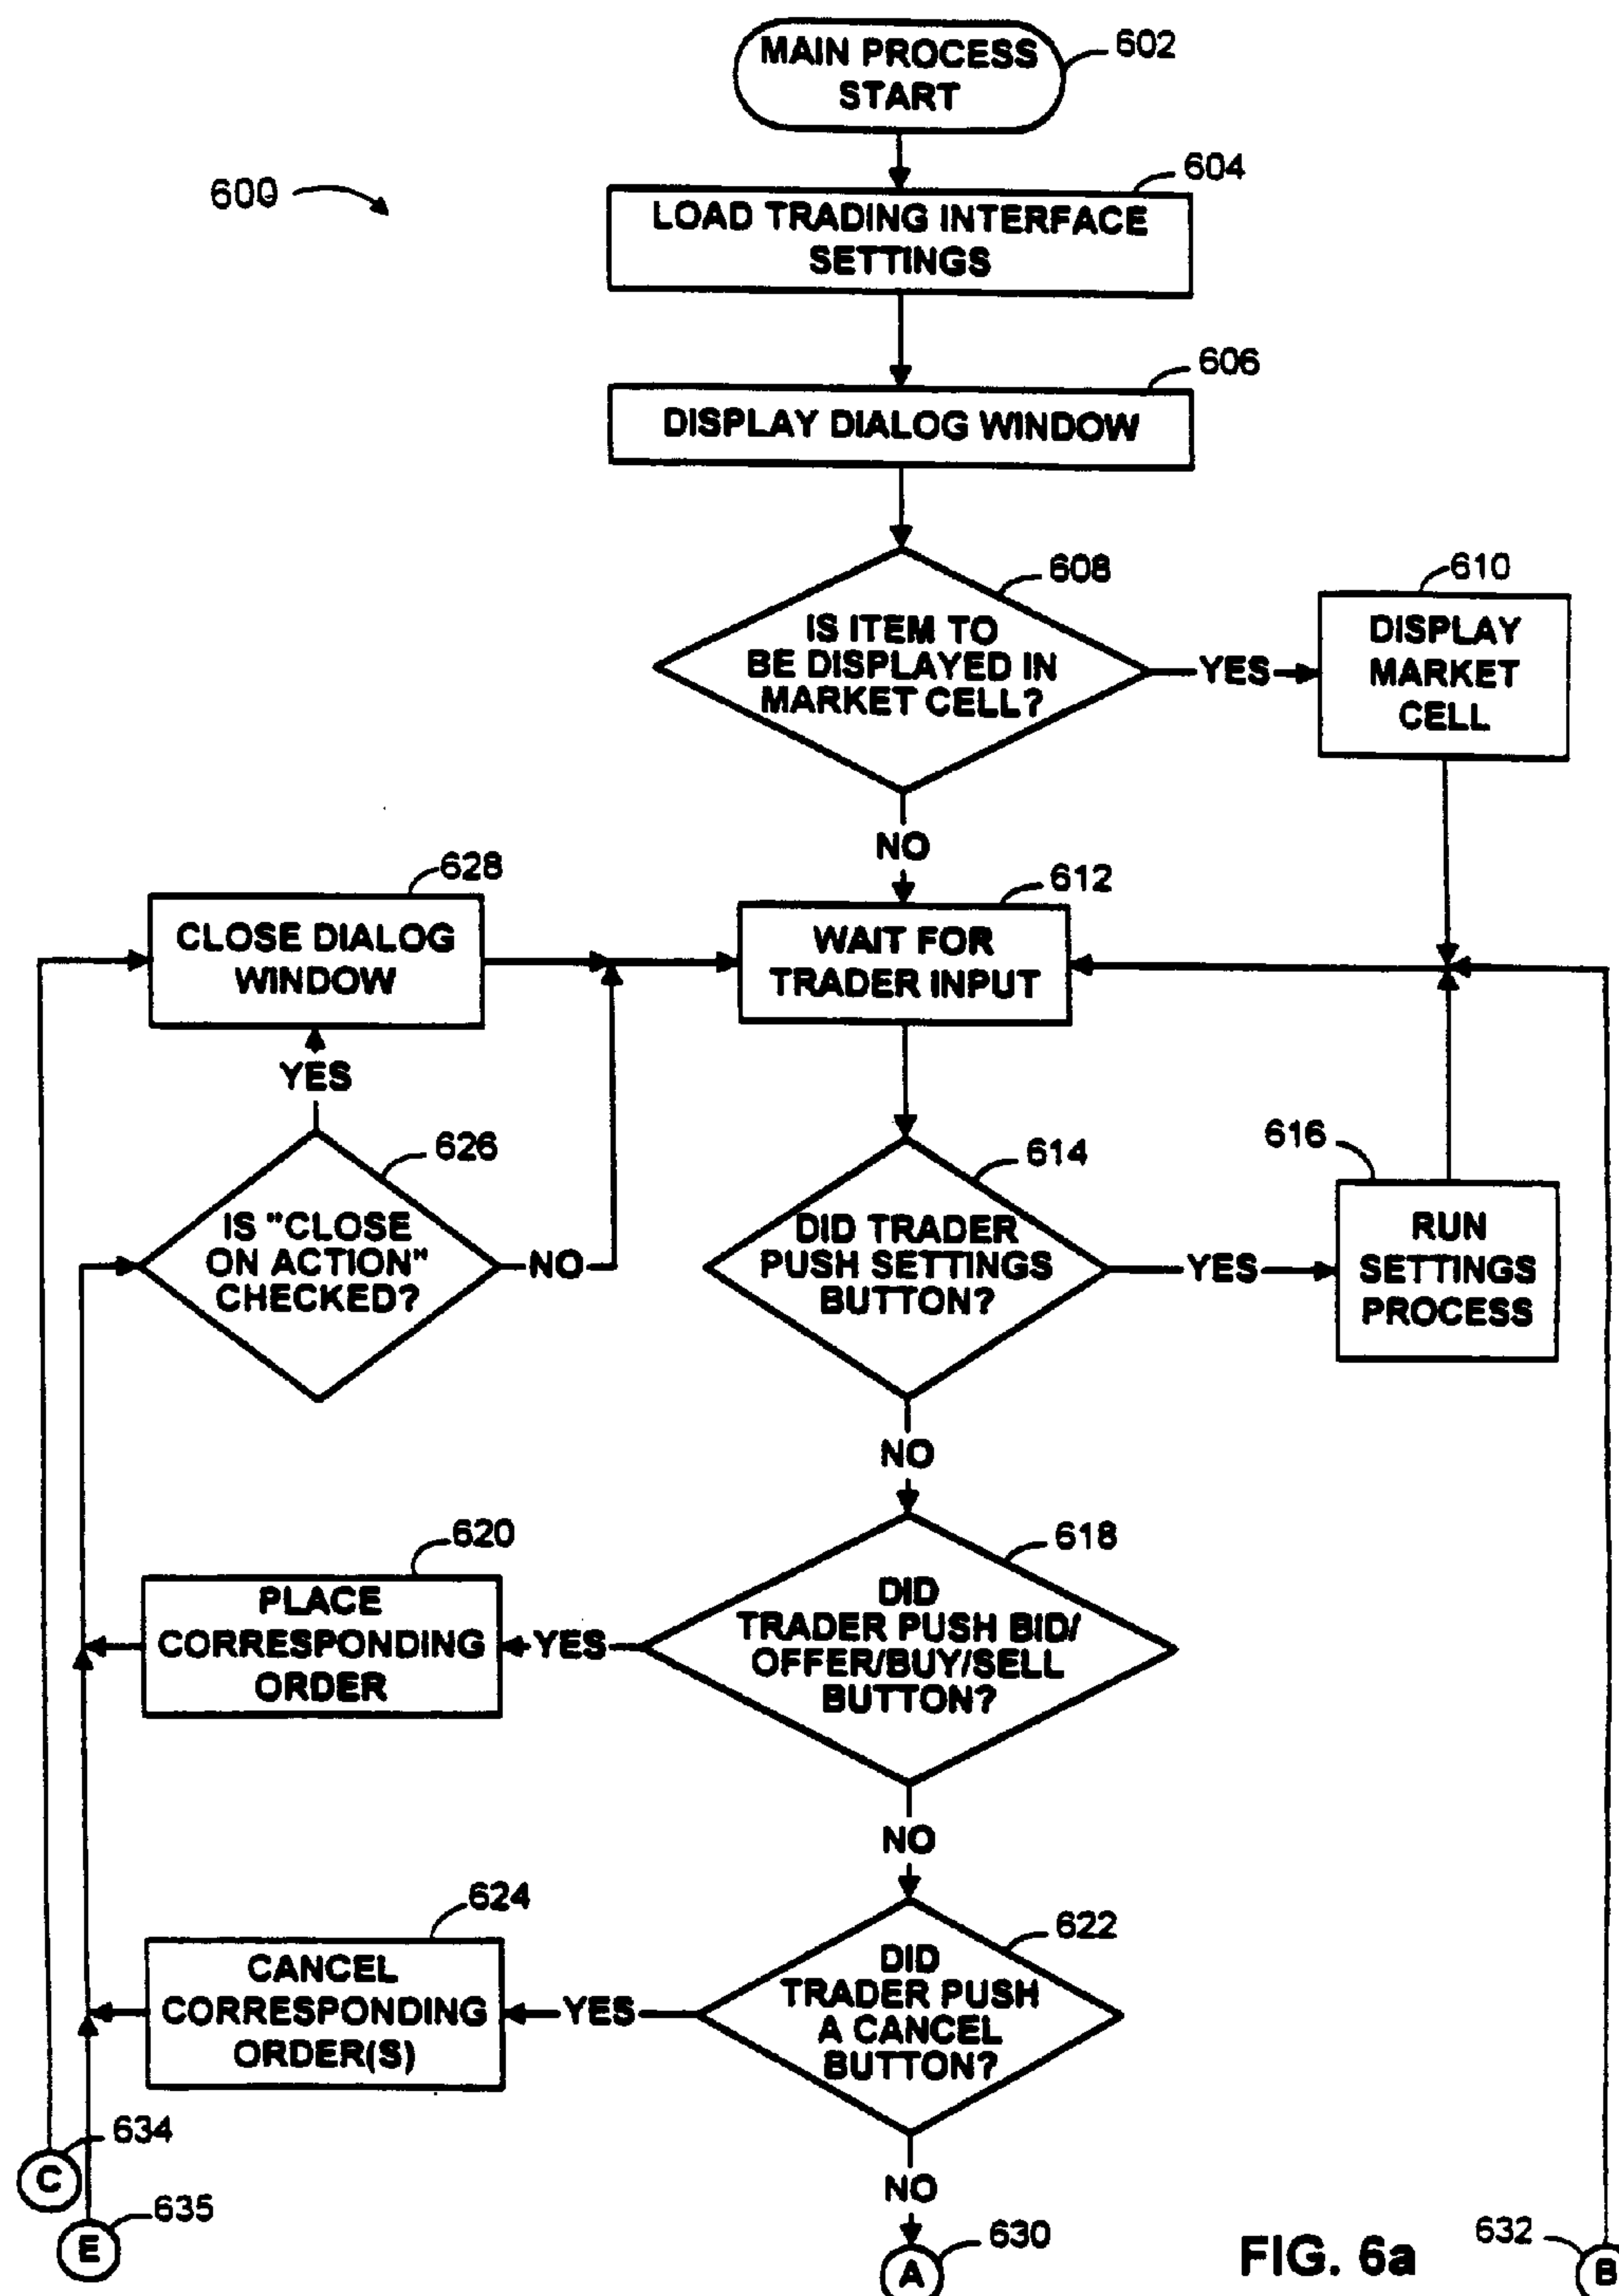 MAIN PROCESS
START
602
600
604
LOAD TRADING INTERFACE
SETTINGS
606
DISPLAY DIALOG WINDOW
608
IS ITEM TO
BE DISPLAYED IN
MARKET CELL?
YES
610
DISPLAY
MARKET
CELL
NO
628
CLOSE DIALOG
WINDOW
612
WAIT FOR
TRADER INPUT
YES
626
IS "CLOSE
ON ACTION"
CHECKED?
NO
614
DID TRADER
PUSH SETTINGS
BUTTON?
YES
616
RUN
SETTINGS
PROCESS
NO
620
PLACE
CORRESPONDING
ORDER
YES
618
DID
TRADER PUSH BID/
OFFER/BUY/SELL
BUTTON?
NO
624
CANCEL
CORRESPONDING
ORDER(S)
YES
622
DID
TRADER PUSH
A CANCEL
BUTTON?
NO
634
C
635
E
630
A
FIG. 6a
632
B